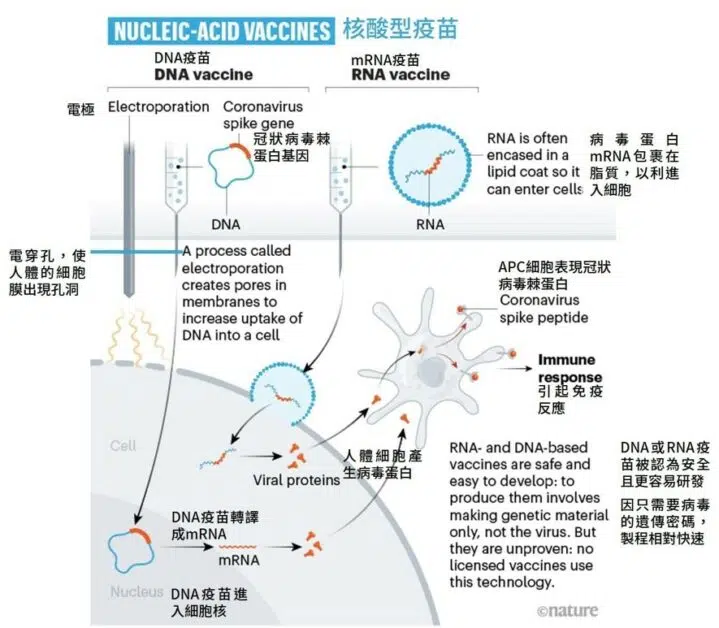 NUCLEIC-ACID VACCINES 核酸型疫苗
DNA疫苗
DNA vaccine
mRNA疫苗
RNA vaccine
電極 Electroporation
Coronavirus
spike gene
冠狀病毒棘
蛋白基因
DNA
RNA is often
encased in a
lipid coat so it
can enter cells
病毒蛋白
mRNA包裹在
脂質，以利進
入細胞
RNA
電穿孔，使
人體的細胞
膜出現孔洞
A process called
electroporation
creates pores in
membranes to
increase uptake of
DNA into a cell
APC細胞表現冠狀
病毒棘蛋白
Coronavirus
spike peptide
Immune
response
引起免疫
反應
Cell
Viral proteins
人體細胞產
生病毒蛋白
RNA- and DNA-based
vaccines are safe and
easy to develop: to
produce them involves
making genetic material
only, not the virus. But
they are unproven: no
licensed vaccines use
this technology.
DNA或RNA疫
苗被認為安全
且更容易研發
因只需要病毒
的遺傳密碼，
製程相對快速
DNA疫苗轉譯
成mRNA
mRNA
Nucleus
DNA疫苗進
入細胞核
©nature